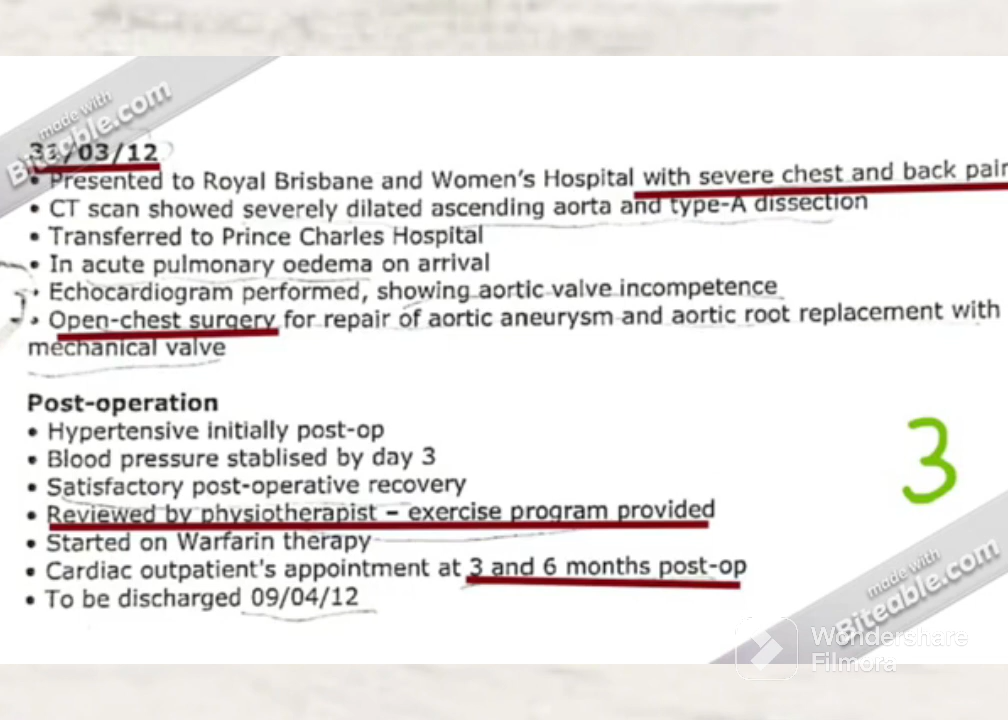 made with
Biteable.com
/03/12
• Presented to Royal Brisbane and Women's Hospital with severe chest and back pain
• CT scan showed severely dilated ascending aorta and type-A dissection
• Transferred to Prince Charles Hospital
• In acute pulmonary oedema on arrival
• Echocardiogram performed, showing aortic valve incompetence
• Open-chest surgery for repair of aortic aneurysm and aortic root replacement with
mechanical valve
Post-operation
• Hypertensive initially post-op
• Blood pressure stablised by day 3
• Satisfactory post-operative recovery
3
• Reviewed by physiotherapist – exercise program provided
• Started on Warfarin therapy
• Cardiac outpatient's appointment at 3 and 6 months post-op
• To be discharged 09/04/12
made with
Biteable.com
Wondershare
Filmora